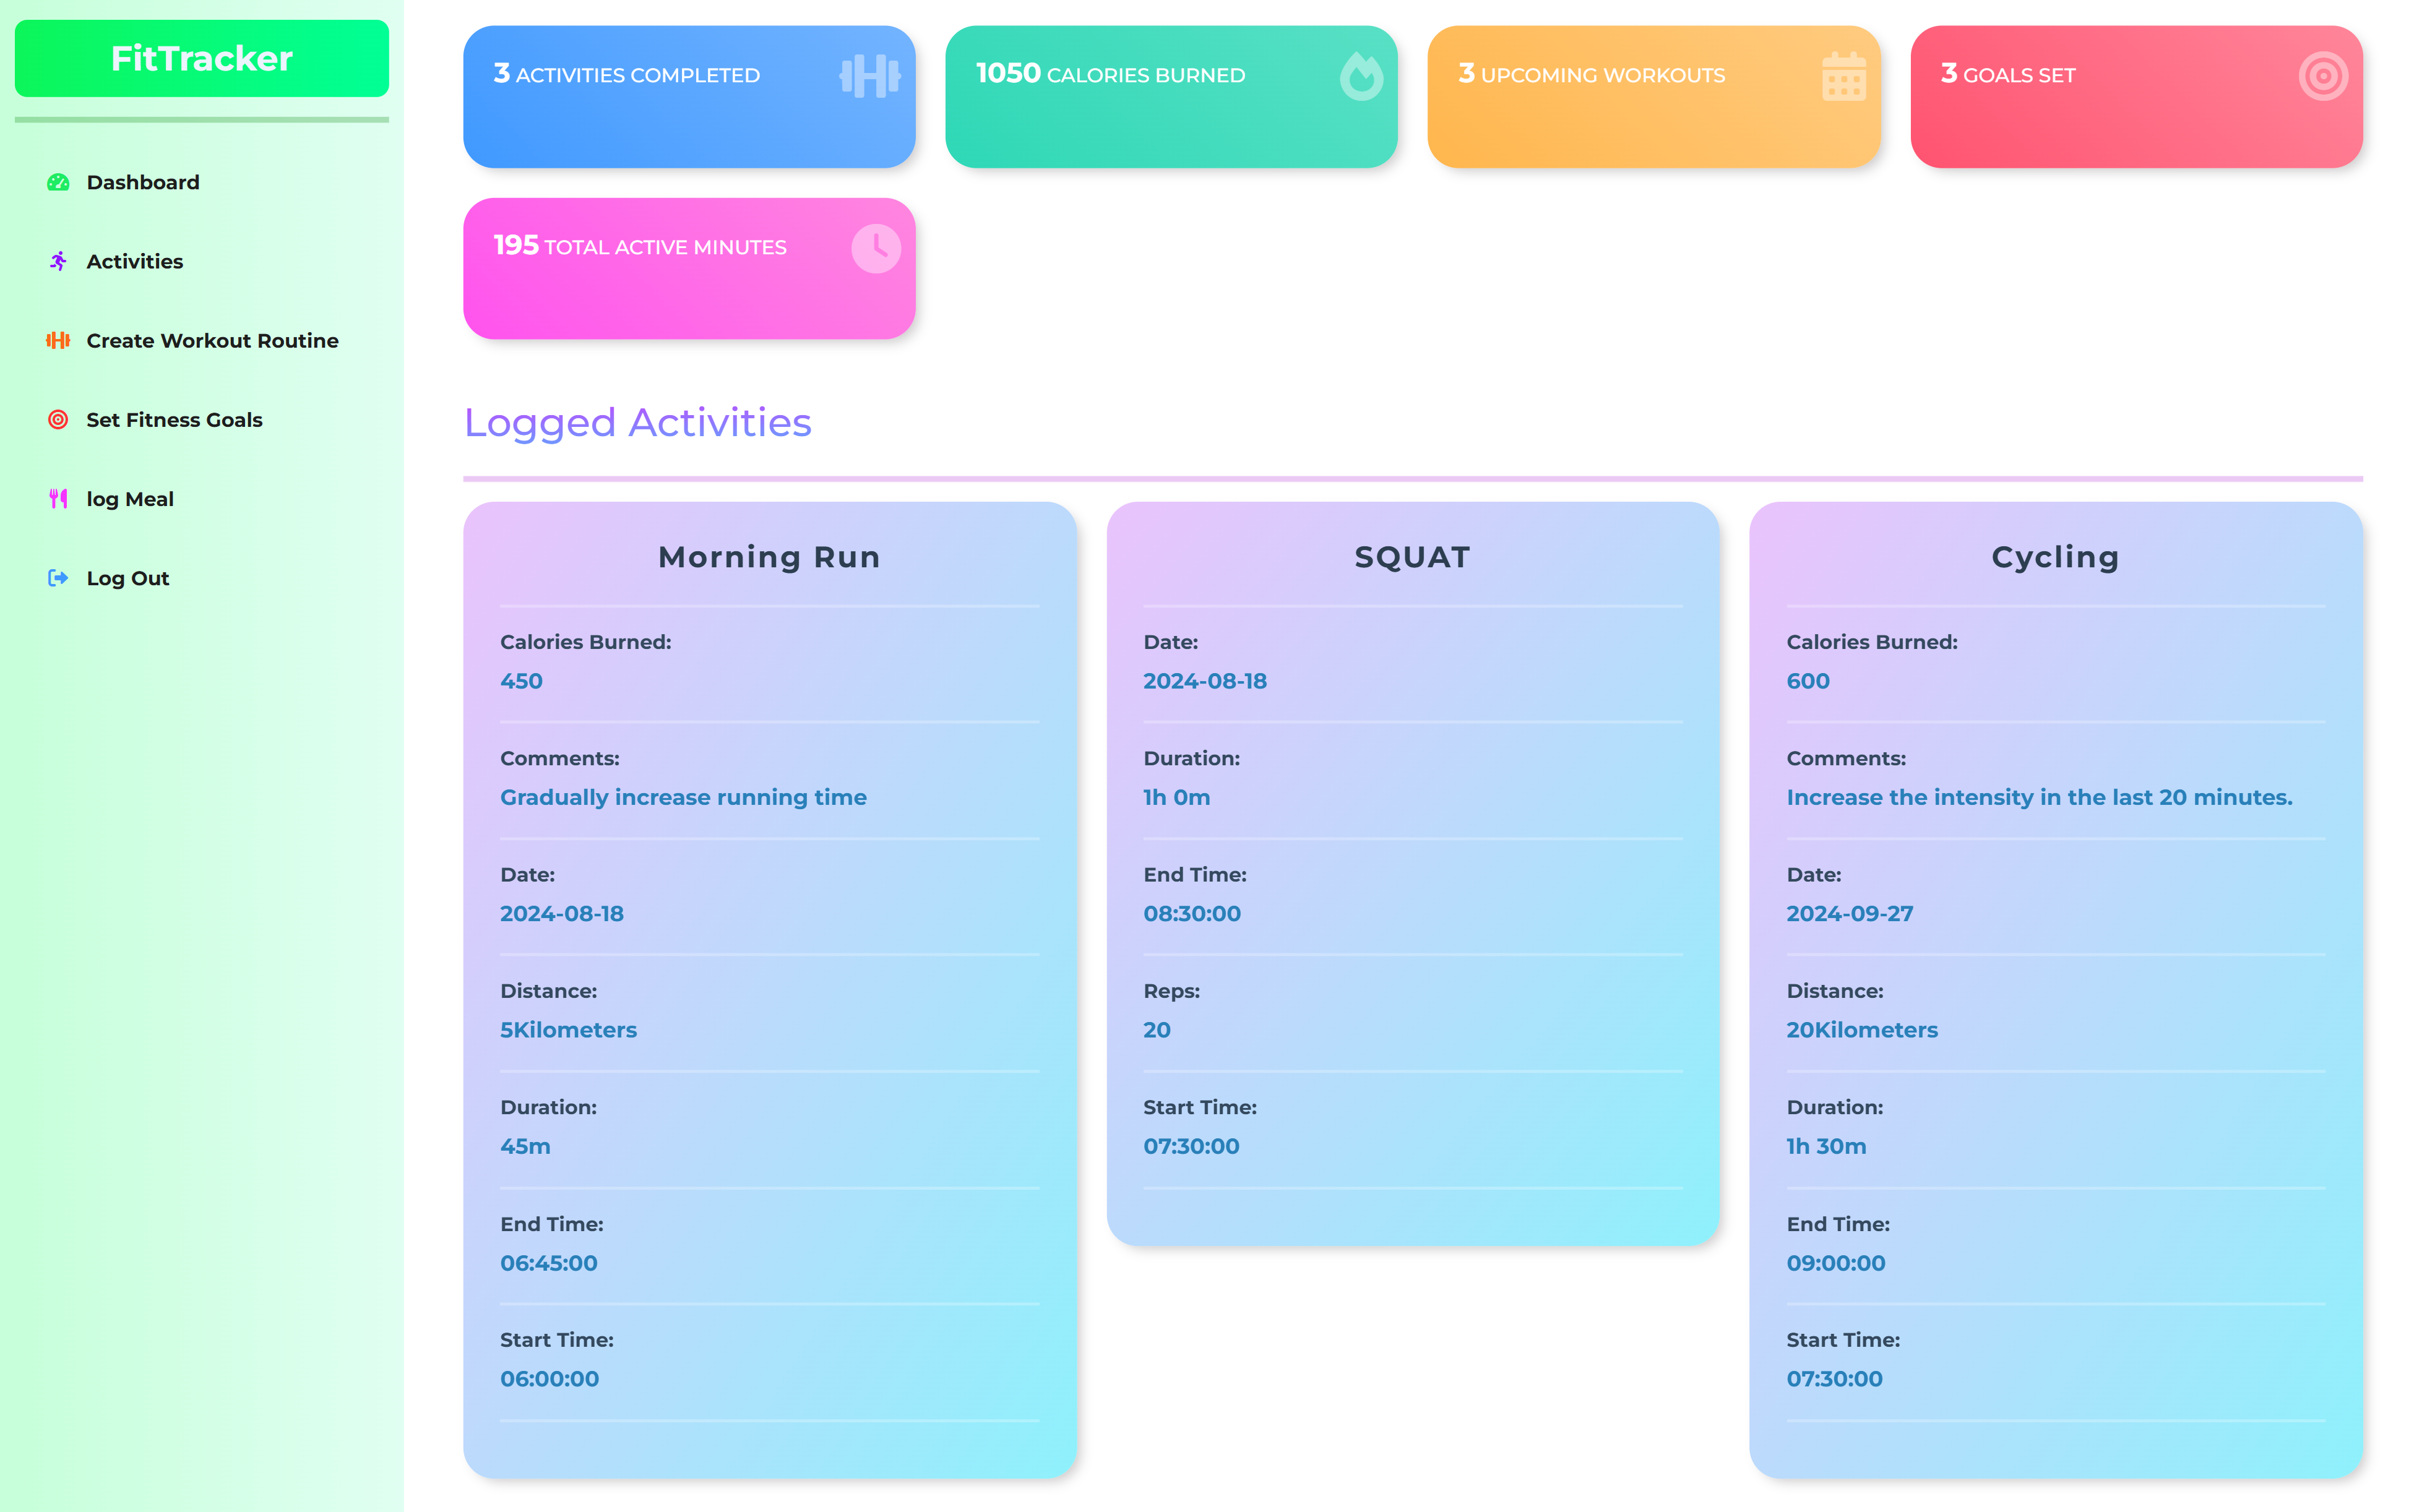 FitTracker
Dashboard
Activities
Create Workout Routine
Set Fitness Goals
log Meal
Log Out
3 ACTIVITIES COMPLETED
1050 CALORIES BURNED
3 UPCOMING WORKOUTS
3 GOALS SET
195 TOTAL ACTIVE MINUTES
Logged Activities
Morning Run
Calories Burned:
450
Comments:
Gradually increase running time
Date:
2024-08-18
Distance:
5Kilometers
Duration:
45m
End Time:
06:45:00
Start Time:
06:00:00
SQUAT
Date:
2024-08-18
Duration:
1h 0m
End Time:
08:30:00
Reps:
20
Start Time:
07:30:00
Cycling
Calories Burned:
600
Comments:
Increase the intensity in the last 20 minutes.
Date:
2024-09-27
Distance:
20Kilometers
Duration:
1h 30m
End Time:
09:00:00
Start Time:
07:30:00